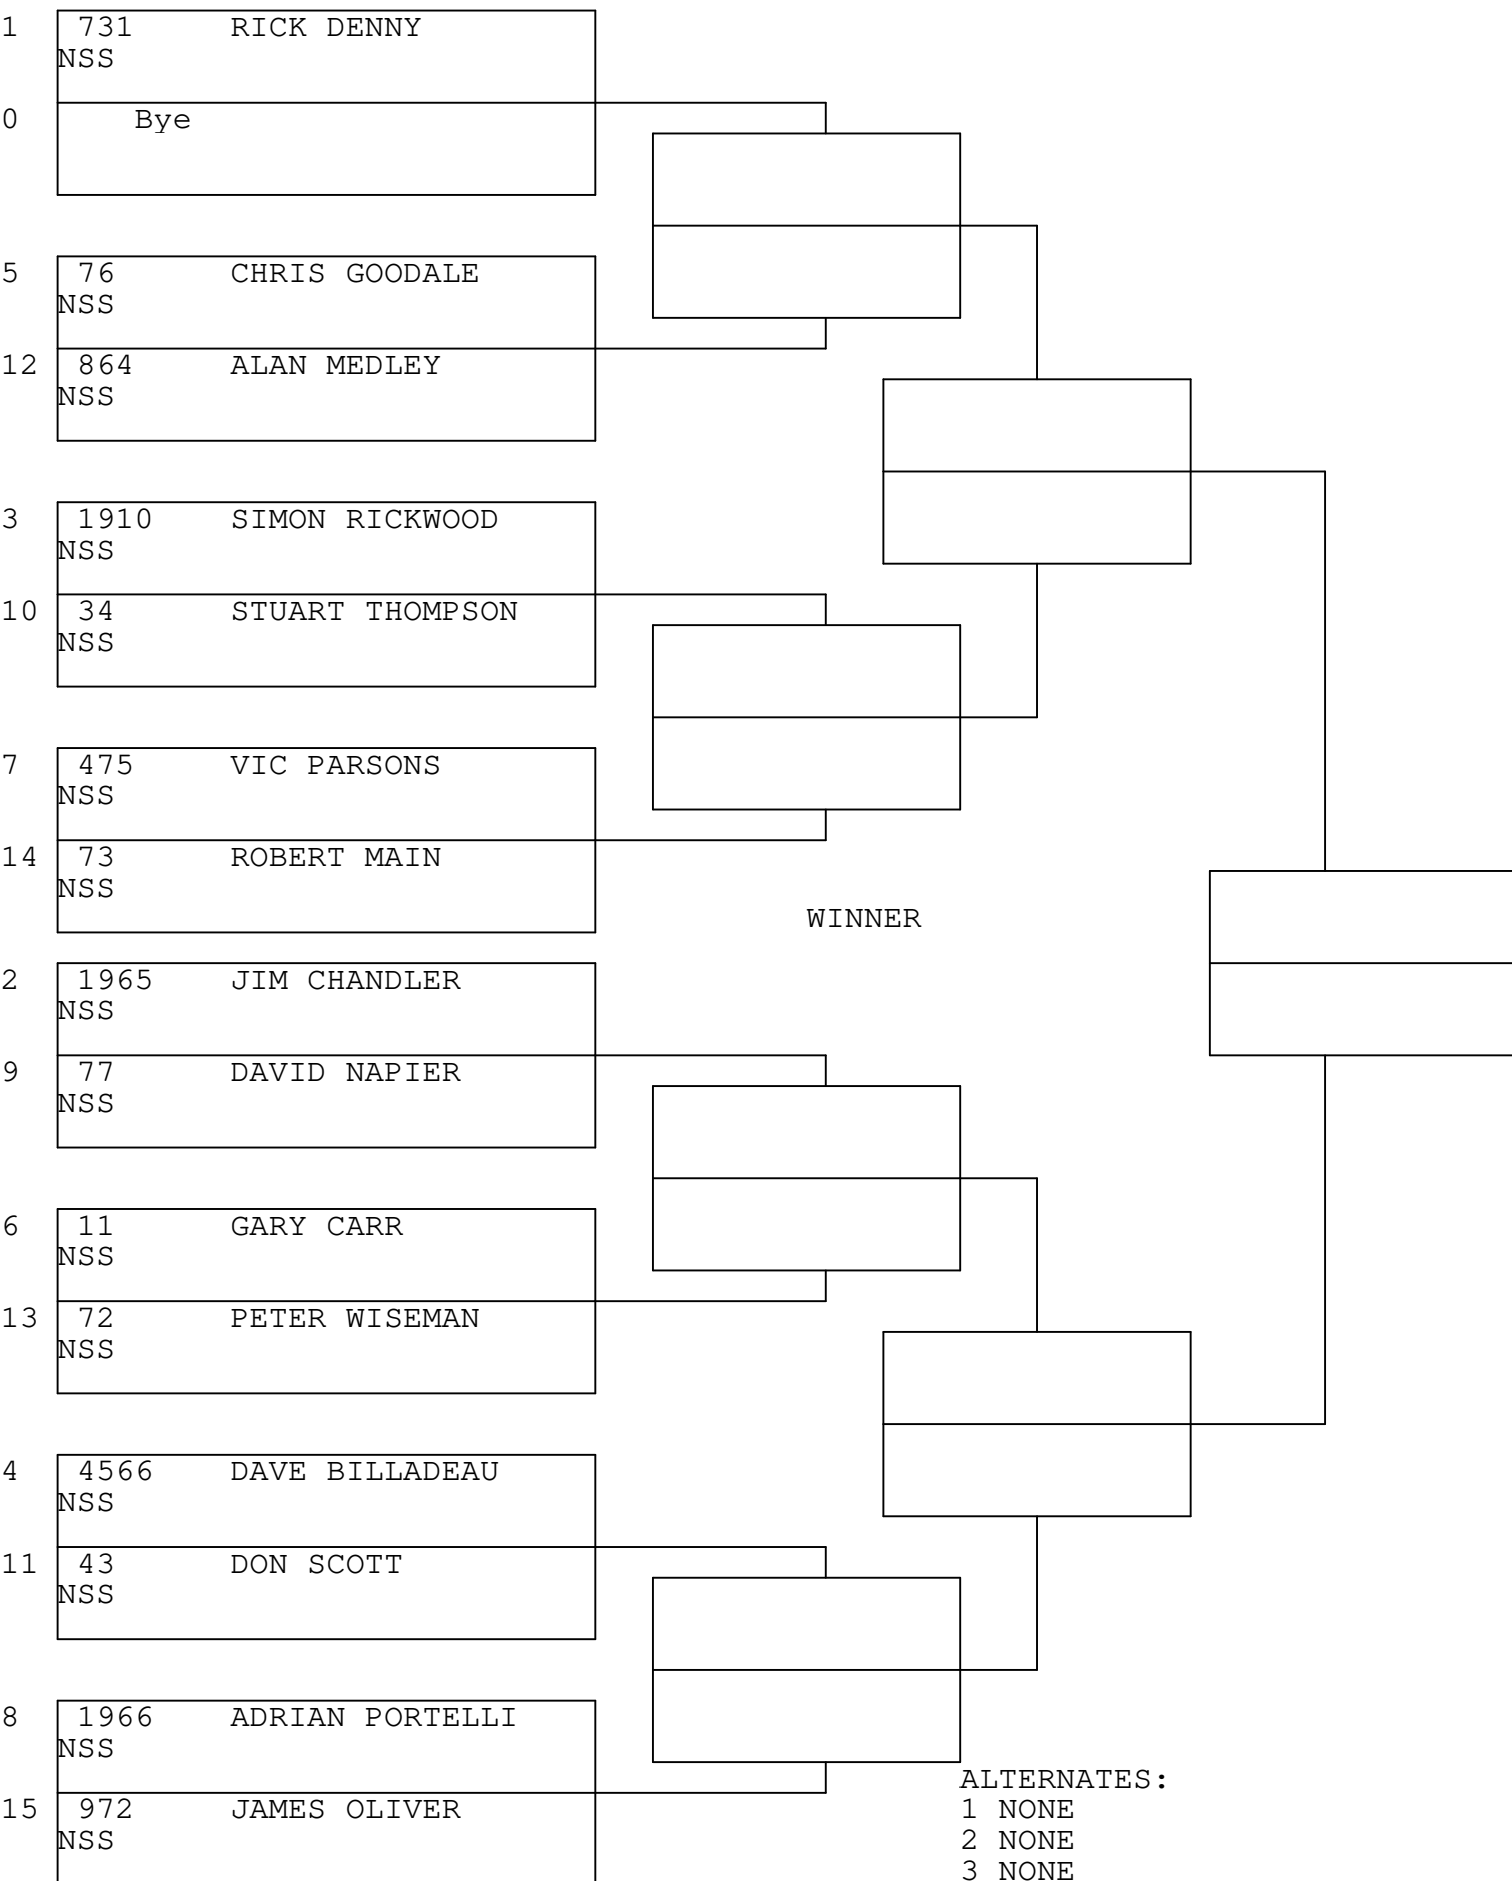 1 731 RICK DENNY
NSS
0 Bye
5 76 CHRIS GOODALE
NSS
12 864 ALAN MEDLEY
NSS
3 1910 SIMON RICKWOOD
NSS
10 34 STUART THOMPSON
NSS
7 475 VIC PARSONS
NSS
14 73 ROBERT MAIN
NSS
WINNER
2 1965 JIM CHANDLER
NSS
9 77 DAVID NAPIER
NSS
6 11 GARY CARR
NSS
13 72 PETER WISEMAN
NSS
4 4566 DAVE BILLADEAU
NSS
11 43 DON SCOTT
NSS
8 1966 ADRIAN PORTELLI
NSS
15 972 JAMES OLIVER
NSS
ALTERNATES:
1 NONE
2 NONE
3 NONE